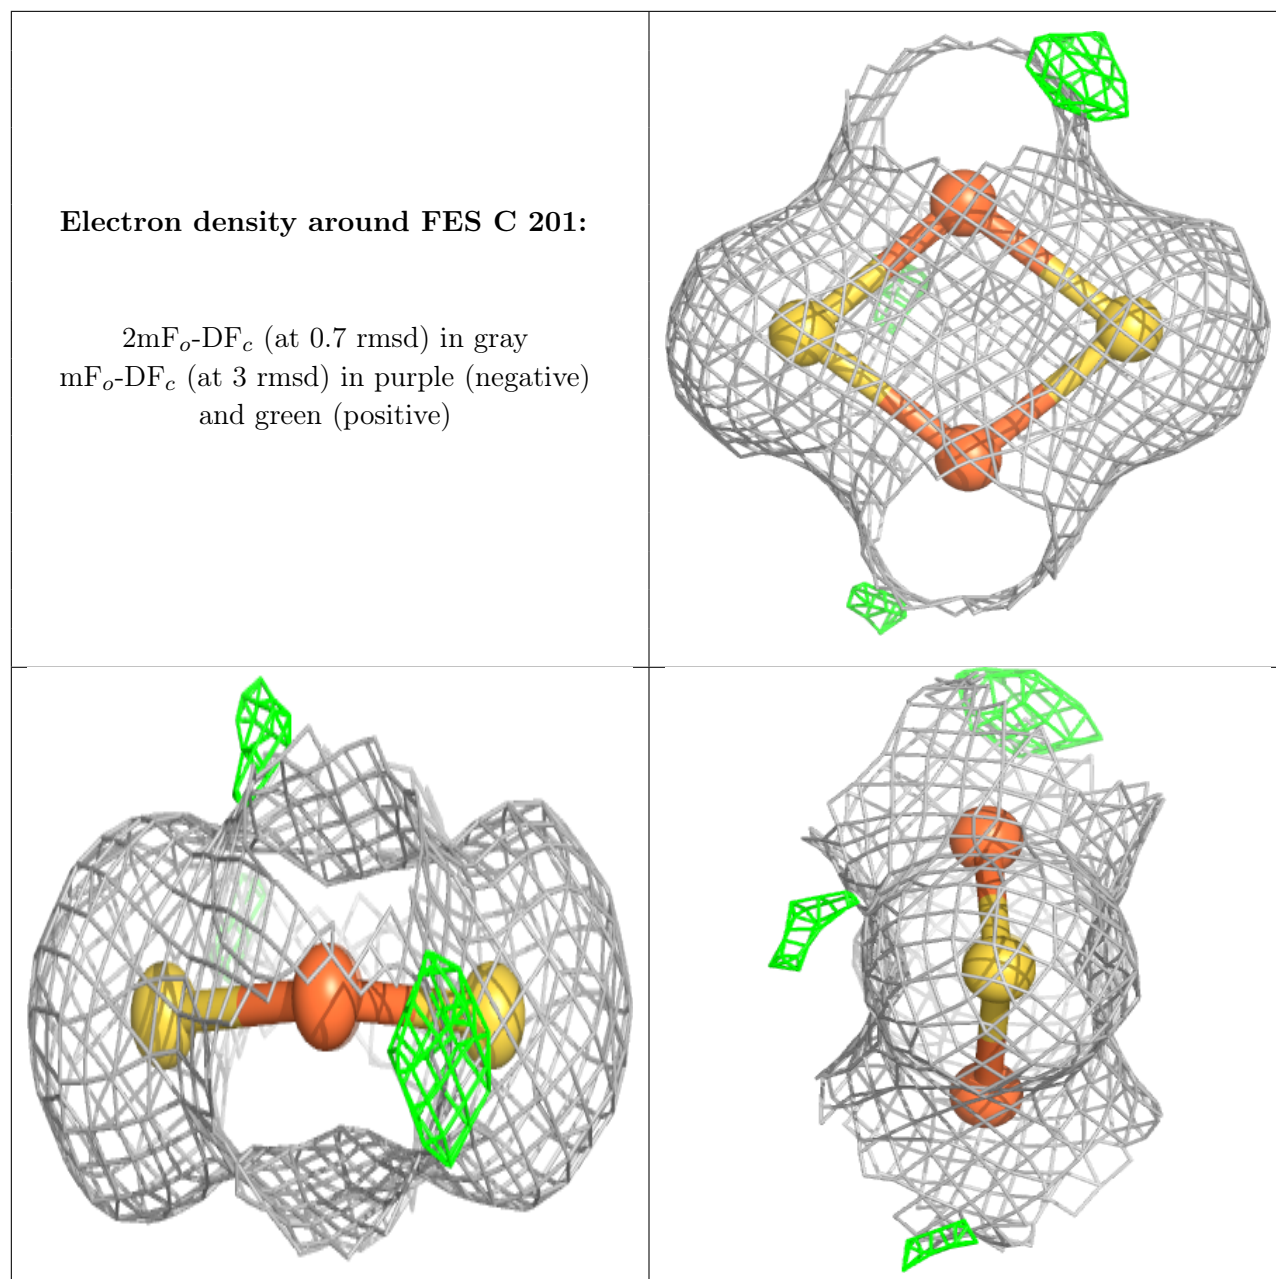 Electron density around FES C 201:
2mFₒ-DF𝒸 (at 0.7 rmsd) in gray
mFₒ-DF𝒸 (at 3 rmsd) in purple (negative)
and green (positive)